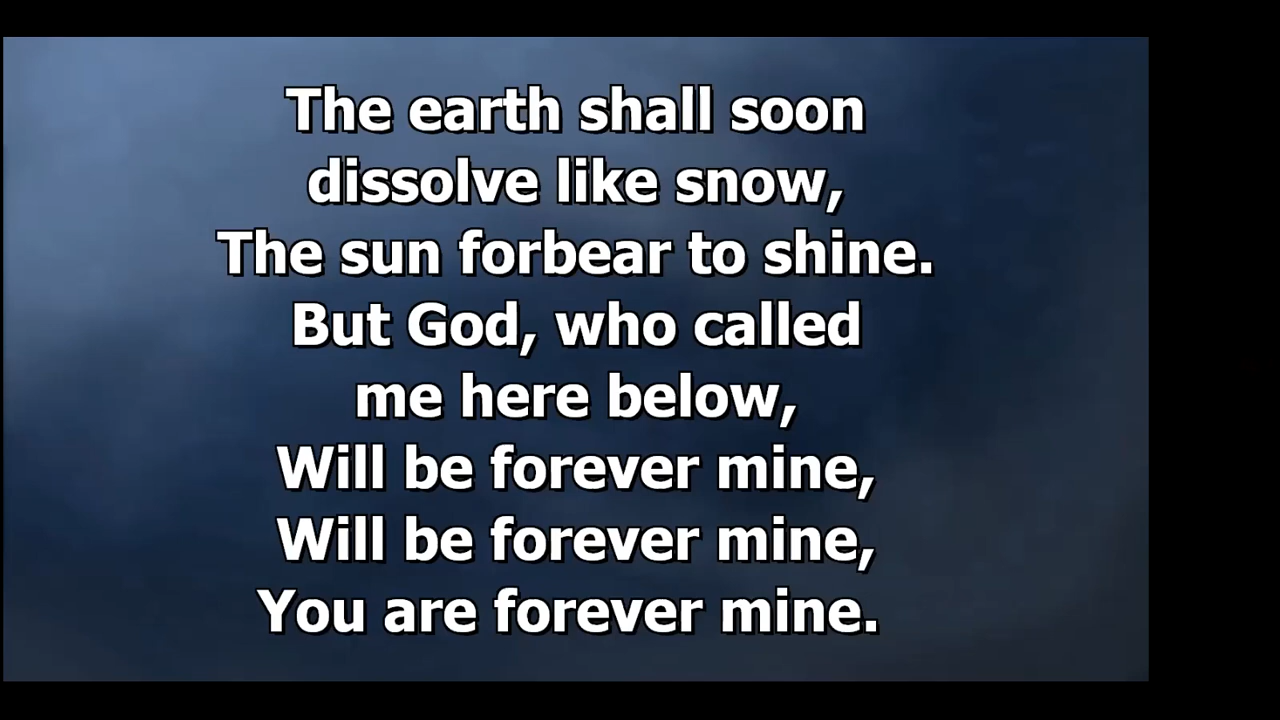 The earth shall soon
dissolve like snow,
The sun forbear to shine.
But God, who called
me here below,
Will be forever mine,
Will be forever mine,
You are forever mine.